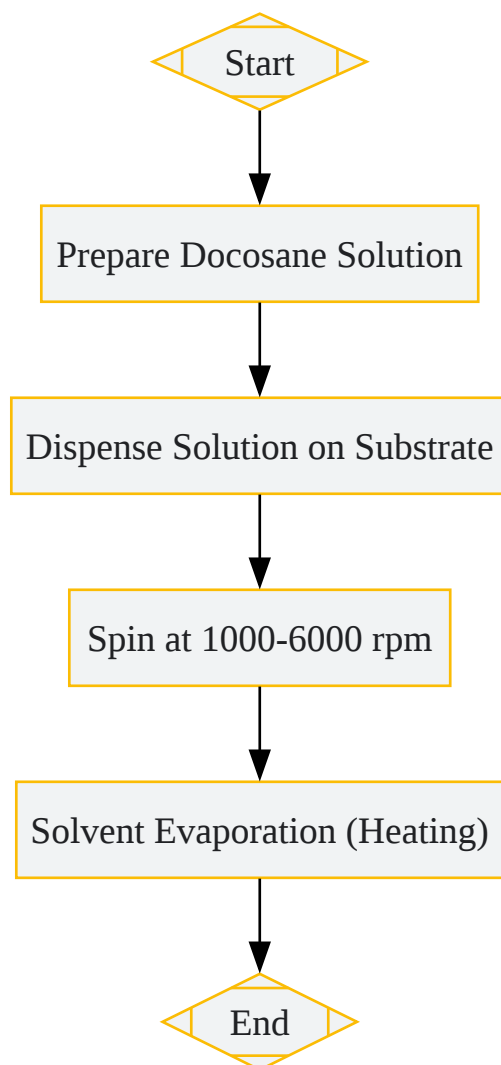 Start
Prepare Docosane Solution
Dispense Solution on Substrate
Spin at 1000-6000 rpm
Solvent Evaporation (Heating)
End